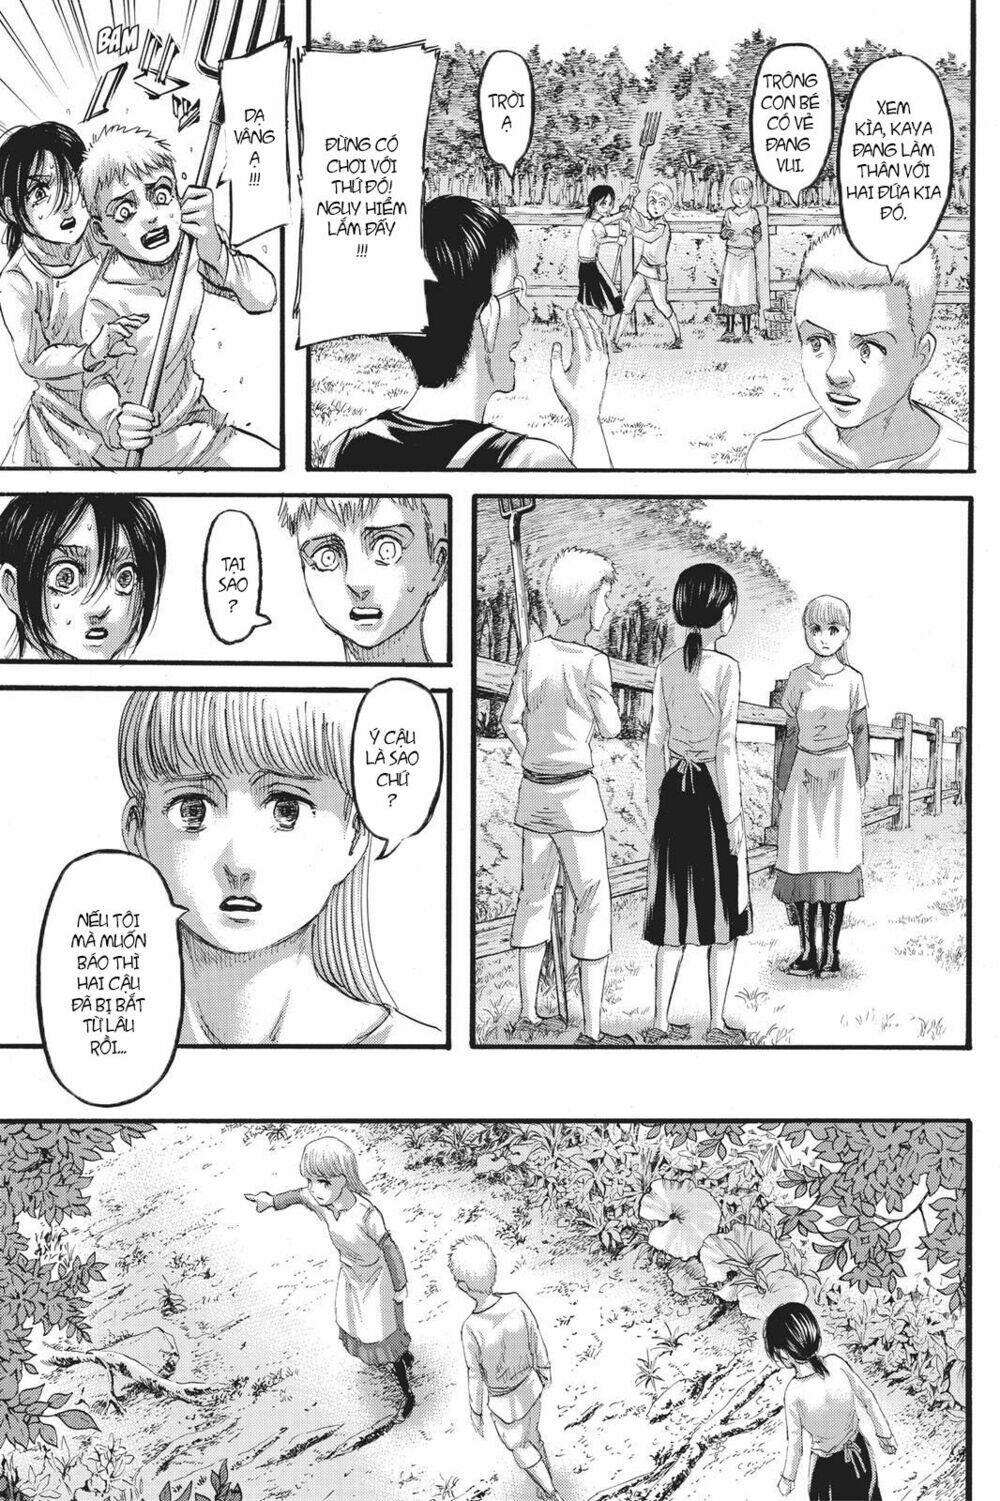 XEM
KÌA, KAYA
ĐANG LÀM
THÂN VỚI
HAI ĐỨA KIA
ĐÓ.
TRÔNG
CON BÉ
CÓ VẺ
ĐANG
VUI.
TRỜI
Ạ
ĐỪNG CÓ
CHƠI VỚI
THỨ ĐÓ!
NGUY HIỂM
LẮM ĐẤY
!!!
DẠ
VÂNG
Ạ
!!!
BAM
TẠI
SAO
?
Ý CẬU
LÀ SAO
CHỨ
?
NẾU TÔI
MÀ MUỐN
BÁO THÌ
HAI CẬU
ĐÃ BỊ BẮT
TỪ LÂU
RỒI...